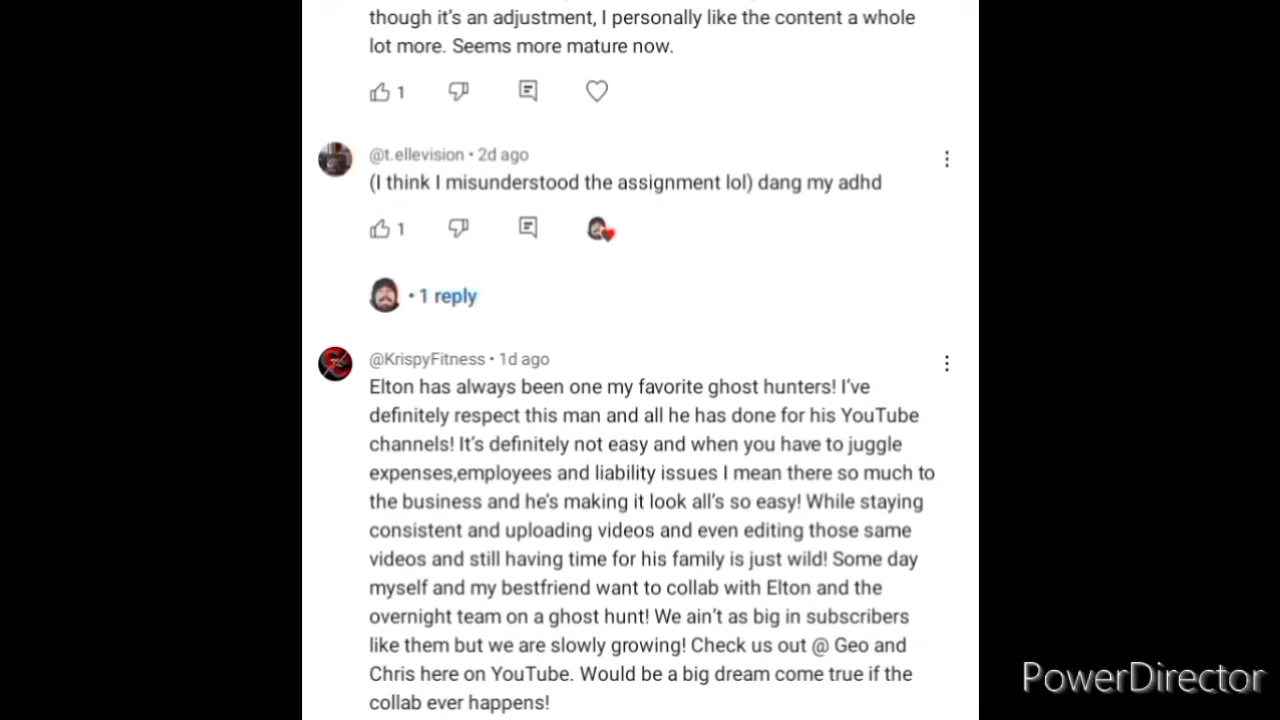 though it's an adjustment, I personally like the content a whole
lot more. Seems more mature now.
1
@t.ellevision • 2d ago
(I think I misunderstood the assignment lol) dang my adhd
1
• 1 reply
@KrispyFitness • 1d ago
Elton has always been one my favorite ghost hunters! I've
definitely respect this man and all he has done for his YouTube
channels! It's definitely not easy and when you have to juggle
expenses,employees and liability issues I mean there so much to
the business and he's making it look all's so easy! While staying
consistent and uploading videos and even editing those same
videos and still having time for his family is just wild! Some day
myself and my bestfriend want to collab with Elton and the
overnight team on a ghost hunt! We ain't as big in subscribers
like them but we are slowly growing! Check us out @ Geo and
Chris here on YouTube. Would be a big dream come true if the
collab ever happens!
PowerDirector